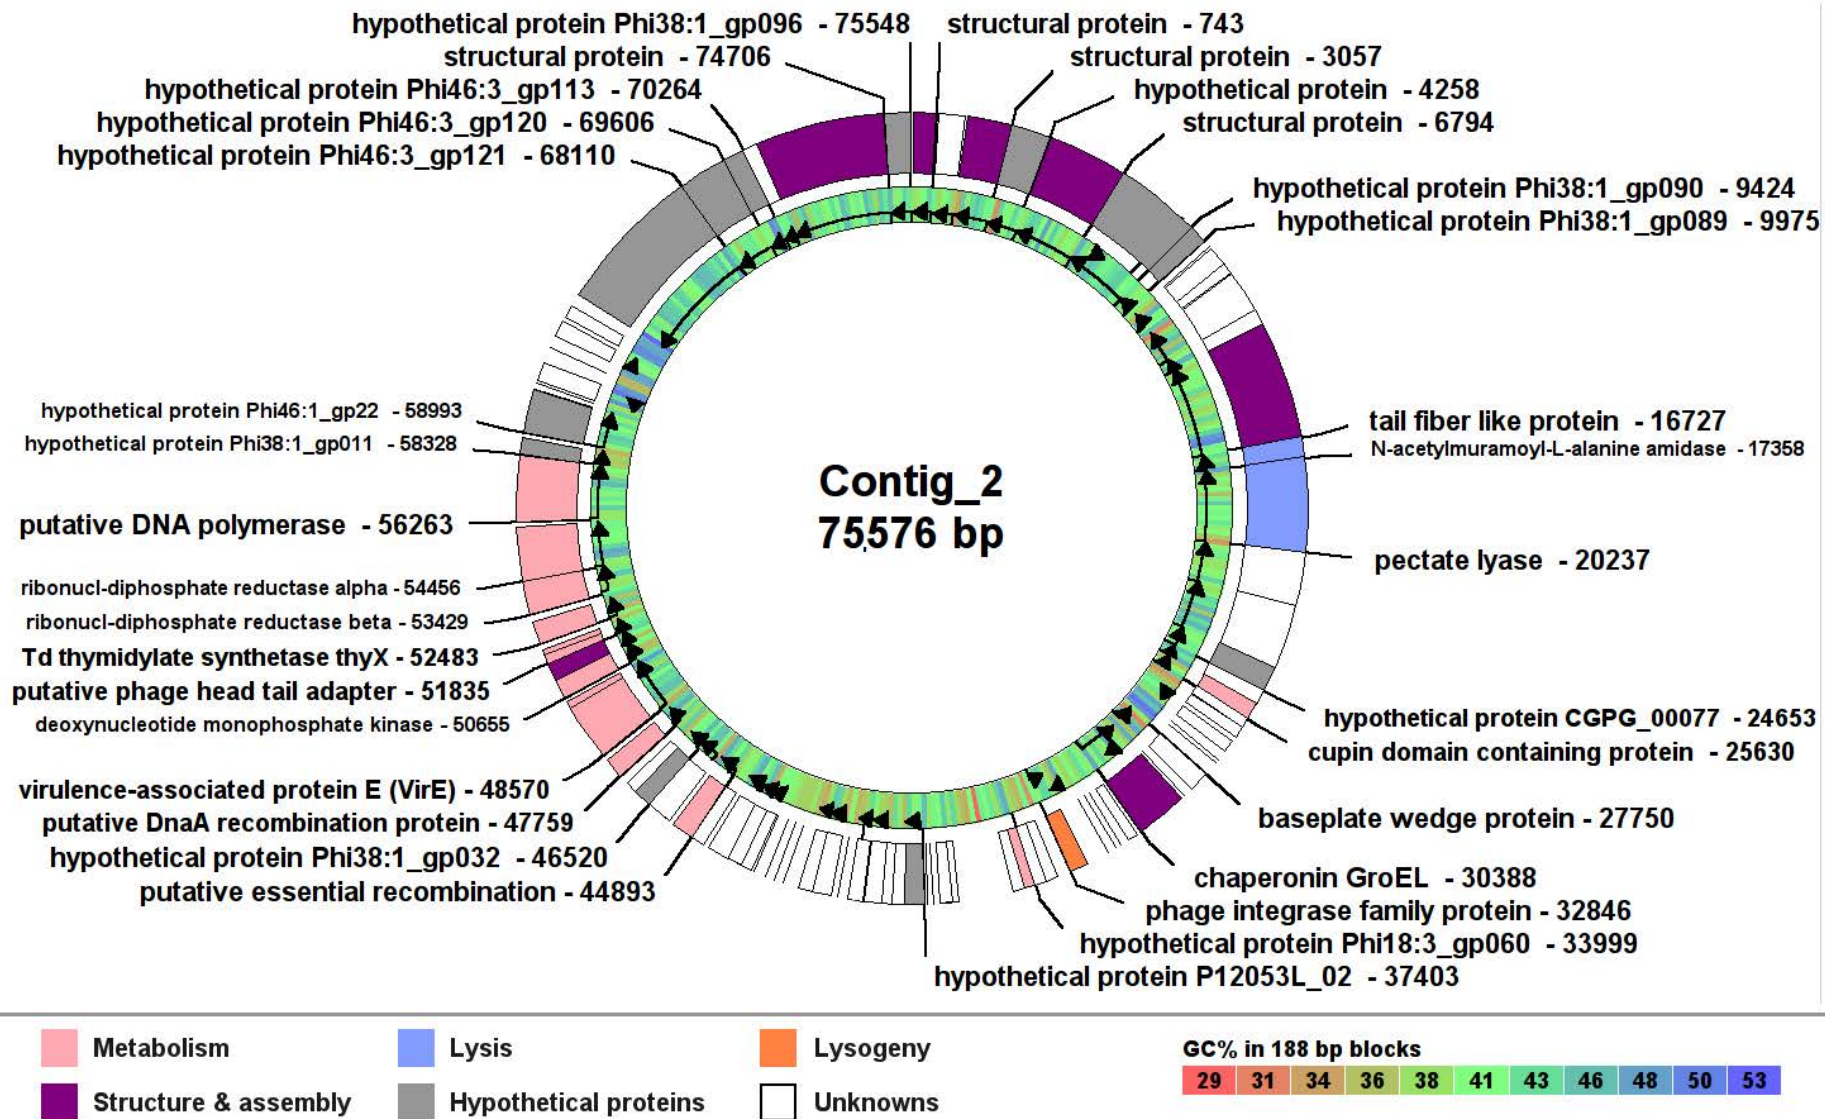 hypothetical protein Phi38:1_gp096 - 75548
structural protein - 743
structural protein - 74706
structural protein - 3057
hypothetical protein Phi46:3_gp113 - 70264
hypothetical protein - 4258
hypothetical protein Phi46:3_gp120 - 69606
structural protein - 6794
hypothetical protein Phi46:3_gp121 - 68110
hypothetical protein Phi38:1_gp090 - 9424
hypothetical protein Phi38:1_gp089 - 9975
hypothetical protein Phi46:1_gp22 - 58993
tail fiber like protein - 16727
hypothetical protein Phi38:1_gp011 - 58328
N-acetylmuramoyl-L-alanine amidase - 17358
Contig_2
75576 bp
putative DNA polymerase - 56263
pectate lyase - 20237
ribonucl-diphosphate reductase alpha - 54456
ribonucl-diphosphate reductase beta - 53429
Td thymidylate synthetase thyX - 52483
putative phage head tail adapter - 51835
deoxynucleotide monophosphate kinase - 50655
hypothetical protein CGPG_00077 - 24653
cupin domain containing protein - 25630
virulence-associated protein E (VirE) - 48570
baseplate wedge protein - 27750
putative DnaA recombination protein - 47759
hypothetical protein Phi38:1_gp032 - 46520
putative essential recombination - 44893
chaperonin GroEL - 30388
phage integrase family protein - 32846
hypothetical protein Phi18:3_gp060 - 33999
hypothetical protein P12053L_02 - 37403
Metabolism
Lysis
Lysogeny
Structure & assembly
Hypothetical proteins
Unknowns
GC% in 188 bp blocks
29 31 34 36 38 41 43 46 48 50 53